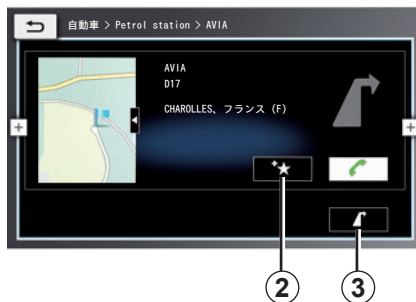 自動車 > Petrol station > AVIA
AVIA
D17
CHAROLLES、フランス (F)
2
3